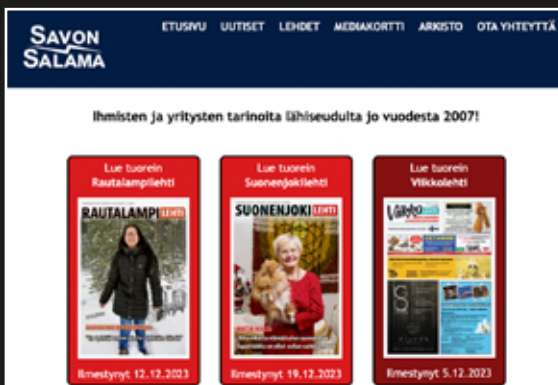 SAVON
SALAMA
ETUSIVU UUTISET LEHDET MEDIAKORTTI ARKISTO OTA YHTEYTTÄ
Ihmisten ja yritysten tarinoita lähiseudulta jo vuodesta 2007!
Lue tuorein
Rautalampilehti
RAUTALAMPI LEHTI
Ilmestynyt 12.12.2023
Lue tuorein
Suonenjokilehti
SUONENJOKI LEHTI
Ilmestynyt 19.12.2023
Lue tuorein
Viikkolehti
Ilmestynyt 5.12.2023